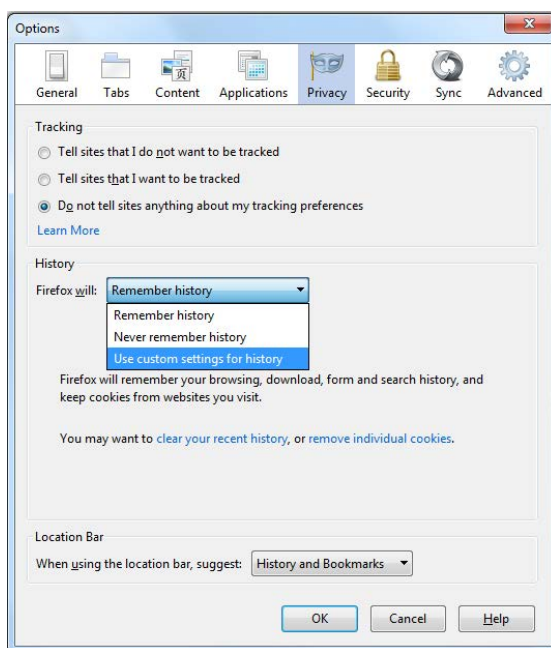 Options
General Tabs Content Applications Privacy Security Sync Advanced
Tracking
Tell sites that I do not want to be tracked
Tell sites that I want to be tracked
Do not tell sites anything about my tracking preferences
Learn More
History
Firefox will: Remember history
Remember history
Never remember history
Use custom settings for history
Firefox will remember your browsing, download, form and search history, and
keep cookies from websites you visit.
You may want to clear your recent history, or remove individual cookies.
Location Bar
When using the location bar, suggest: History and Bookmarks
OK Cancel Help